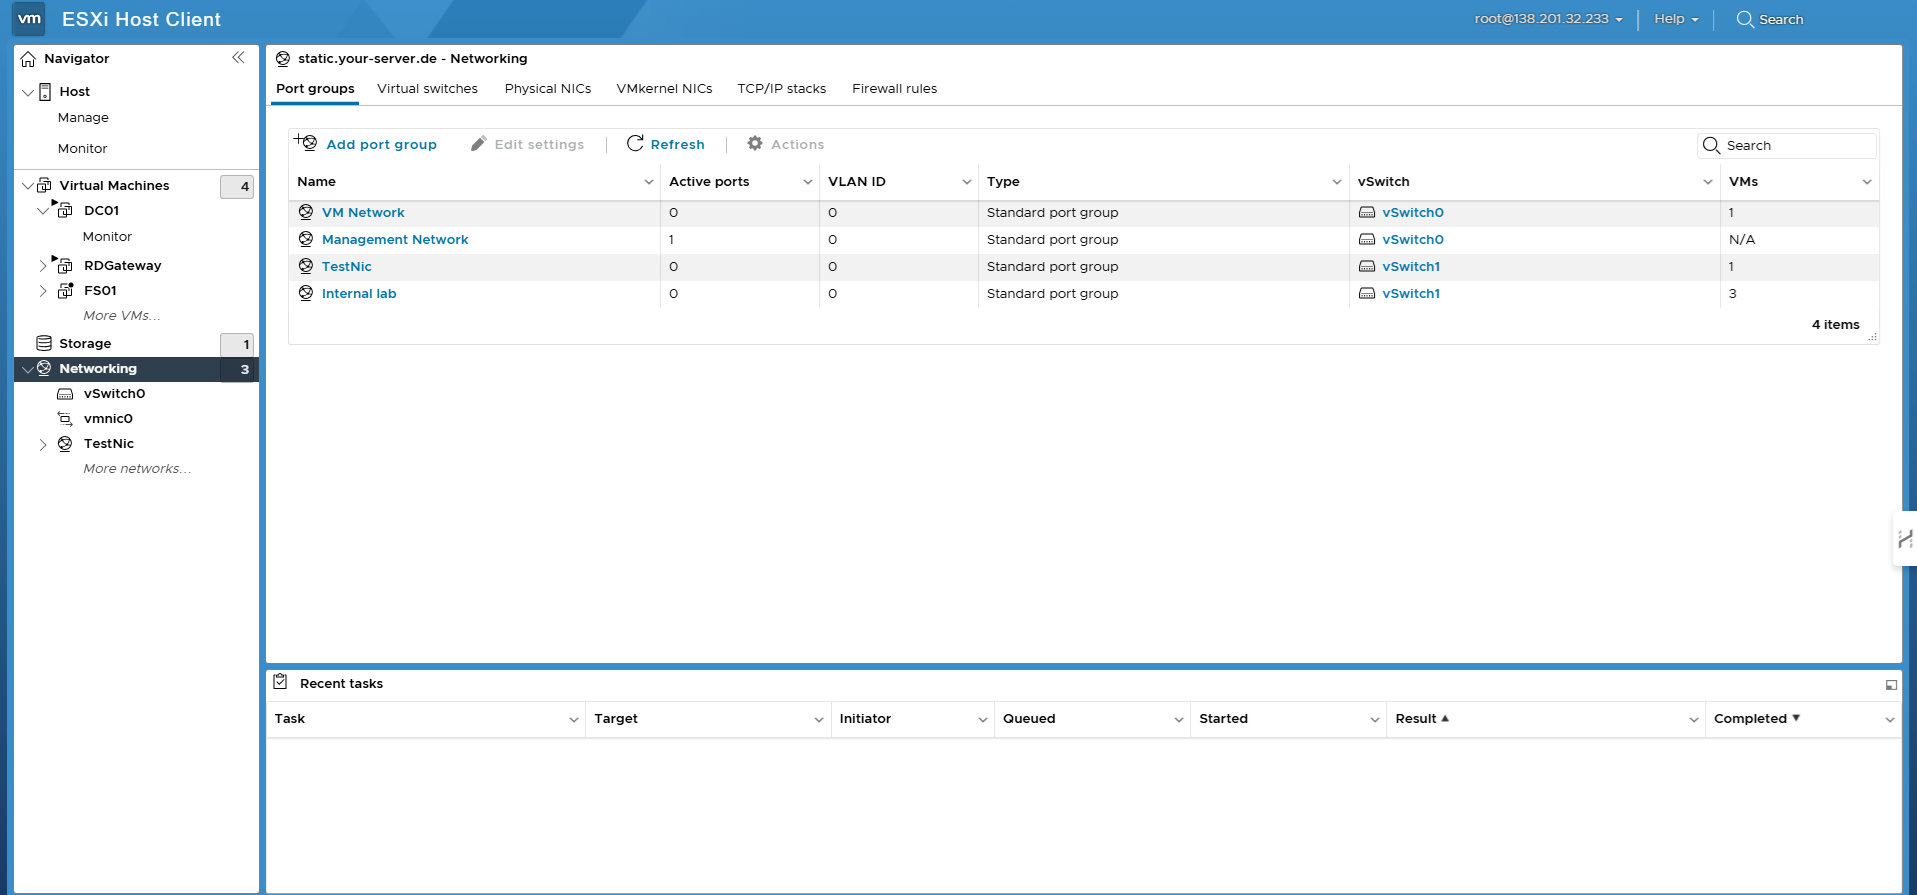 vm ESXi Host Client root@138.201.32.233 Help Search
Navigator
Host
Manage
Monitor
Virtual Machines 4
DC01
Monitor
RDGateway
FS01
More VMs...
Storage 1
Networking 3
vSwitch0
vmnic0
TestNic
More networks...
static.your-server.de - Networking
Port groups Virtual switches Physical NICs VMkernel NICs TCP/IP stacks Firewall rules
Add port group Edit settings Refresh Actions Search
Name Active ports VLAN ID Type vSwitch VMs
VM Network 0 0 Standard port group vSwitch0 1
Management Network 1 0 Standard port group vSwitch0 N/A
TestNic 0 0 Standard port group vSwitch1 1
Internal lab 0 0 Standard port group vSwitch1 3
4 items
Recent tasks
Task Target Initiator Queued Started Result ▲ Completed ▼